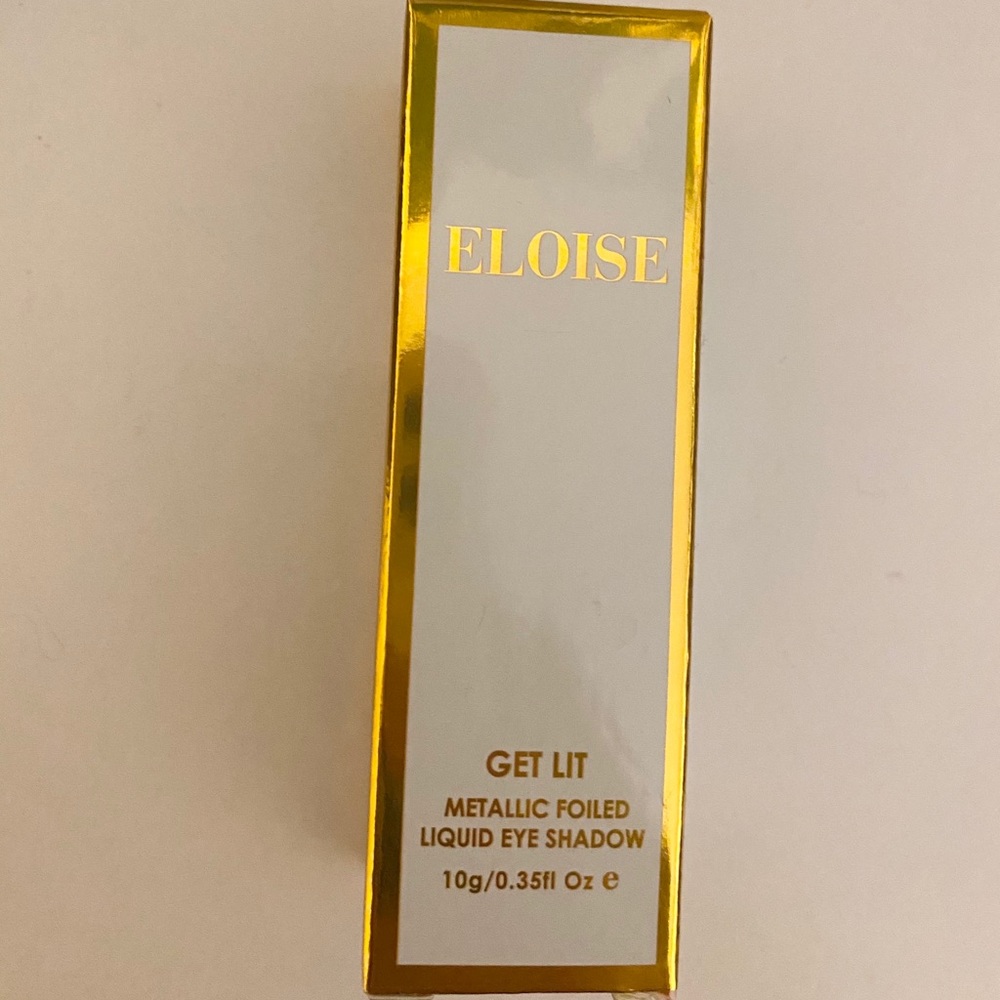 ELOISE
GET LIT
METALLIC FOILED
LIQUID EYE SHADOW
10g/0.35fl Oz ℮